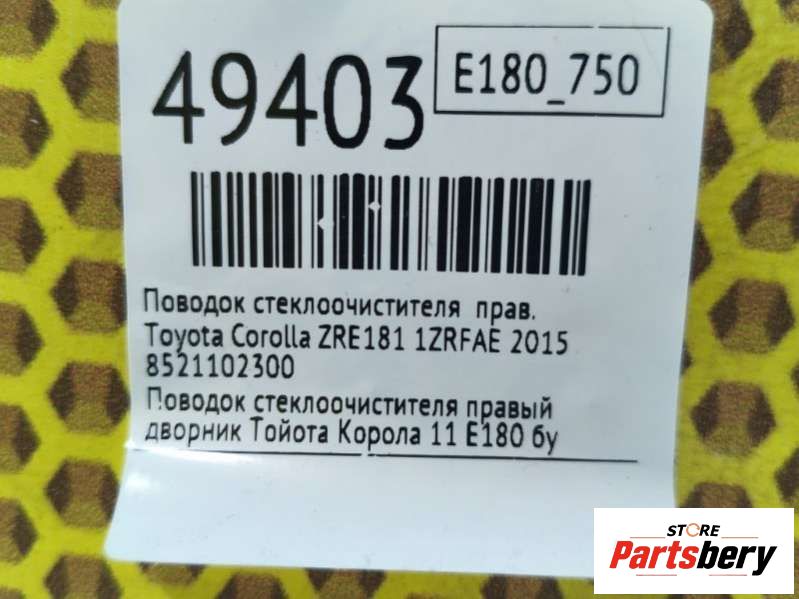 49403
E180_750
Поводок стеклоочистителя прав.
Toyota Corolla ZRE181 1ZRFAE 2015
8521102300
Поводок стеклоочистителя правый
дворник Тойота Корола 11 Е180 бу
STORE
Partsbery